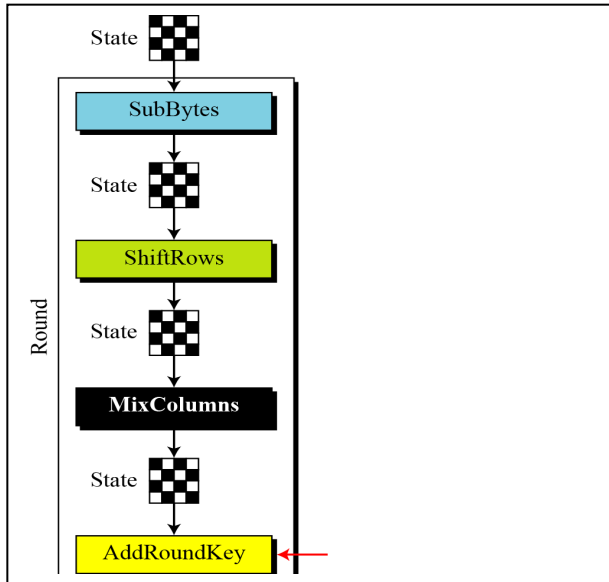 State
SubBytes
State
ShiftRows
State
Round
MixColumns
State
AddRoundKey